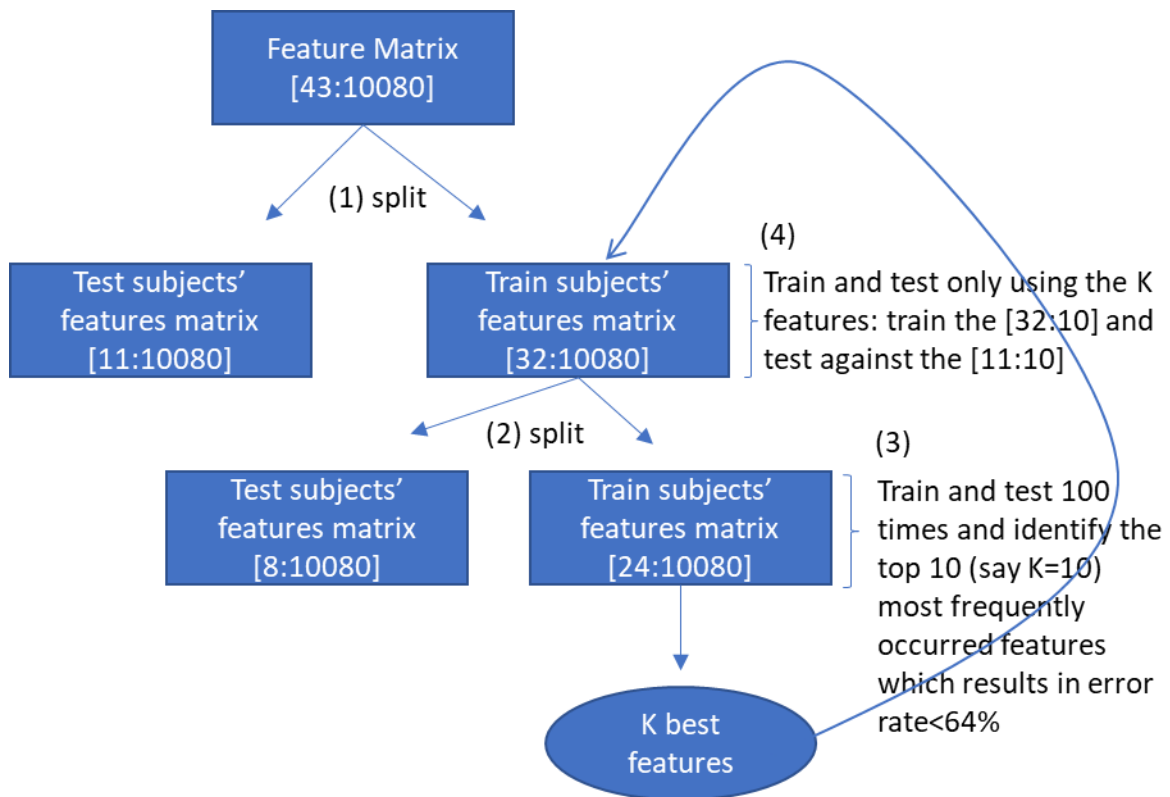 Feature Matrix
[43:10080]
(1) split
Test subjects’
features matrix
[11:10080]
Train subjects’
features matrix
[32:10080]
(4)
Train and test only using the K
features: train the [32:10] and
test against the [11:10]
(2) split
Test subjects’
features matrix
[8:10080]
Train subjects’
features matrix
[24:10080]
(3)
Train and test 100
times and identify the
top 10 (say K=10)
most frequently
occurred features
which results in error
rate<64%
K best
features